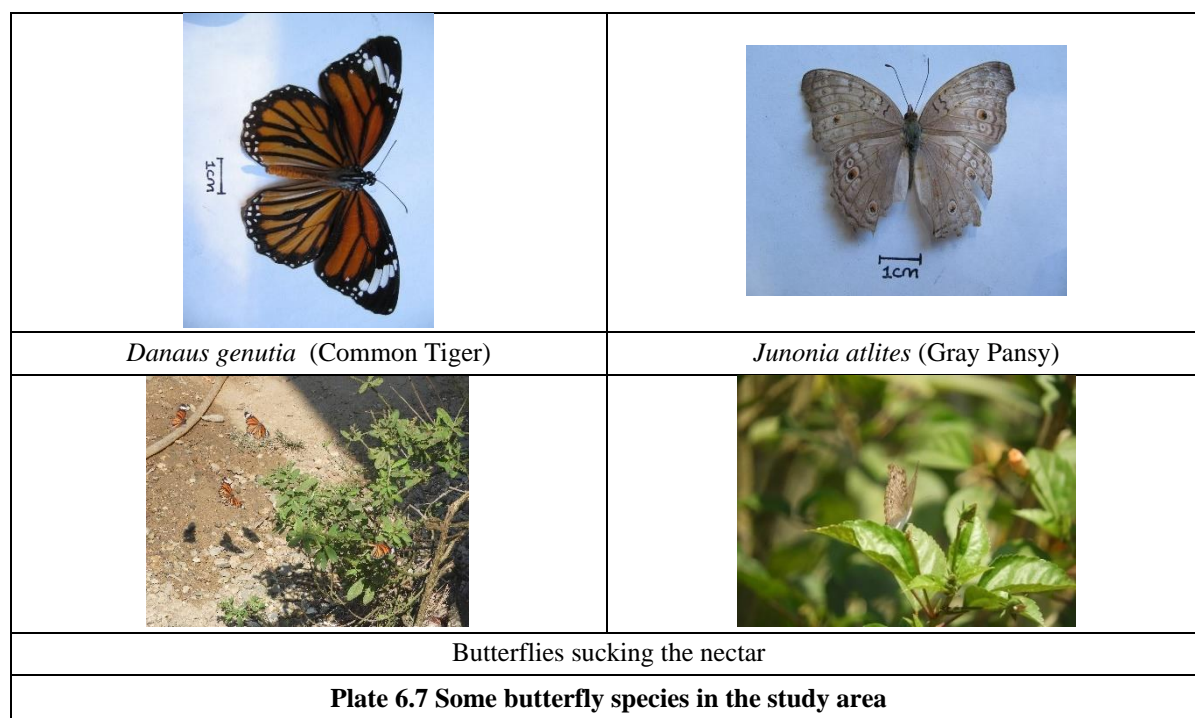 1cm
1cm
Danaus genutia (Common Tiger)
Junonia atlites (Gray Pansy)
Butterflies sucking the nectar
Plate 6.7 Some butterfly species in the study area